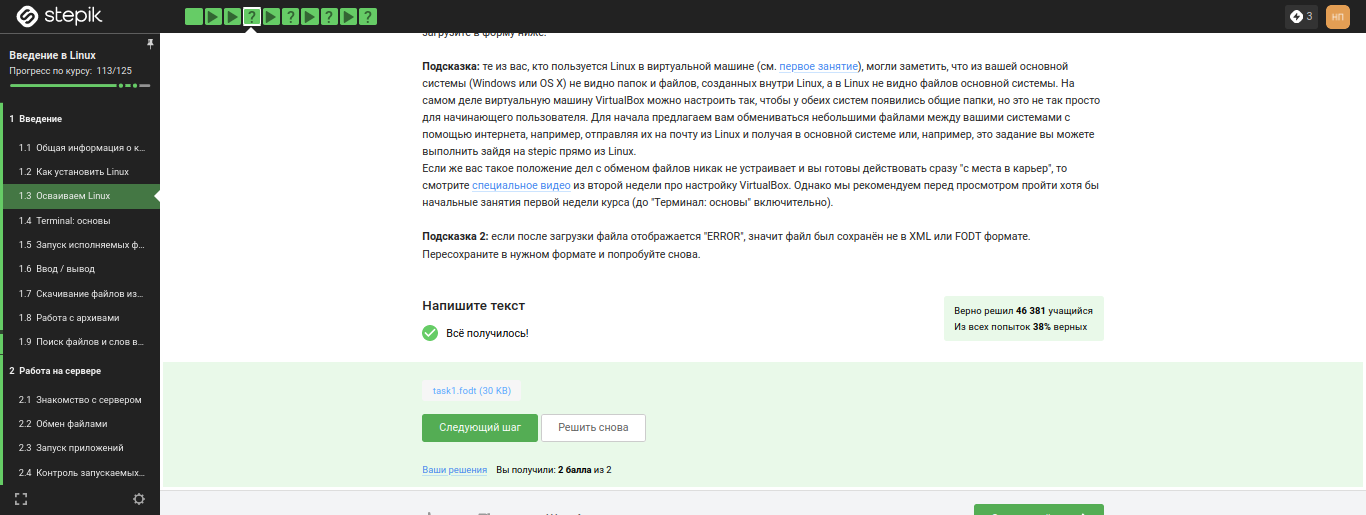 stepik
3
НП
Введение в Linux
Прогресс по курсу: 113/125
1 Введение
1.1 Общая информация о к...
1.2 Как установить Linux
1.3 Осваиваем Linux
1.4 Terminal: основы
1.5 Запуск исполняемых ф...
1.6 Ввод / вывод
1.7 Скачивание файлов из...
1.8 Работа с архивами
1.9 Поиск файлов и слов в...
2 Работа на сервере
2.1 Знакомство с сервером
2.2 Обмен файлами
2.3 Запуск приложений
2.4 Контроль запускаемых...
загрузите в форму ниже.
Подсказка: те из вас, кто пользуется Linux в виртуальной машине (см. первое занятие), могли заметить, что из вашей основной
системы (Windows или OS X) не видно папок и файлов, созданных внутри Linux, а в Linux не видно файлов основной системы. На
самом деле виртуальную машину VirtualBox можно настроить так, чтобы у обеих систем появились общие папки, но это не так просто
для начинающего пользователя. Для начала предлагаем вам обмениваться небольшими файлами между вашими системами с
помощью интернета, например, отправляя их на почту из Linux и получая в основной системе или, например, это задание вы можете
выполнить зайдя на stepic прямо из Linux.
Если же вас такое положение дел с обменом файлов никак не устраивает и вы готовы действовать сразу "с места в карьер", то
смотрите специальное видео из второй недели про настройку VirtualBox. Однако мы рекомендуем перед просмотром пройти хотя бы
начальные занятия первой недели курса (до "Терминал: основы" включительно).
Подсказка 2: если после загрузки файла отображается "ERROR", значит файл был сохранён не в XML или FODT формате.
Пересохраните в нужном формате и попробуйте снова.
Напишите текст
Всё получилось!
Верно решил 46 381 учащийся
Из всех попыток 38% верных
task1.fodt (30 KB)
Следующий шаг
Решить снова
Ваши решения Вы получили: 2 балла из 2